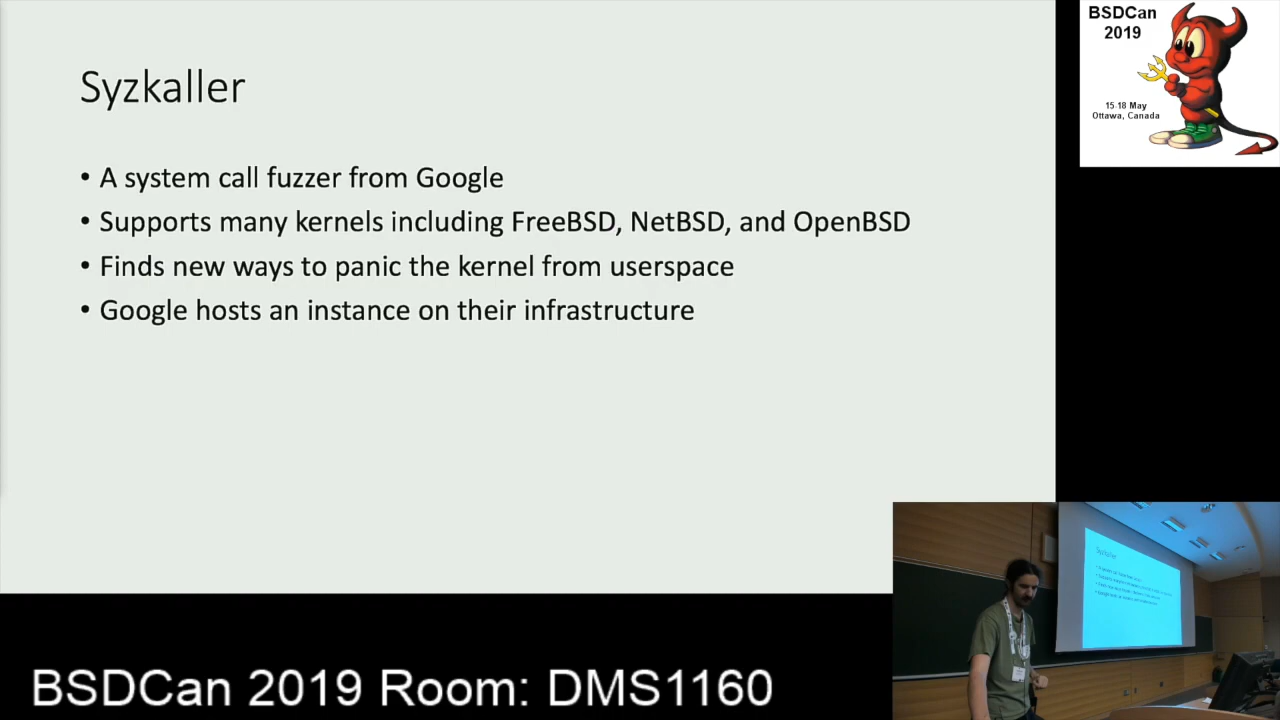 Syzkaller
• A system call fuzzer from Google
• Supports many kernels including FreeBSD, NetBSD, and OpenBSD
• Finds new ways to panic the kernel from userspace
• Google hosts an instance on their infrastructure
BSDCan
2019
15-18 May
Ottawa, Canada
Syzkaller
BSDCan 2019 Room: DMS1160